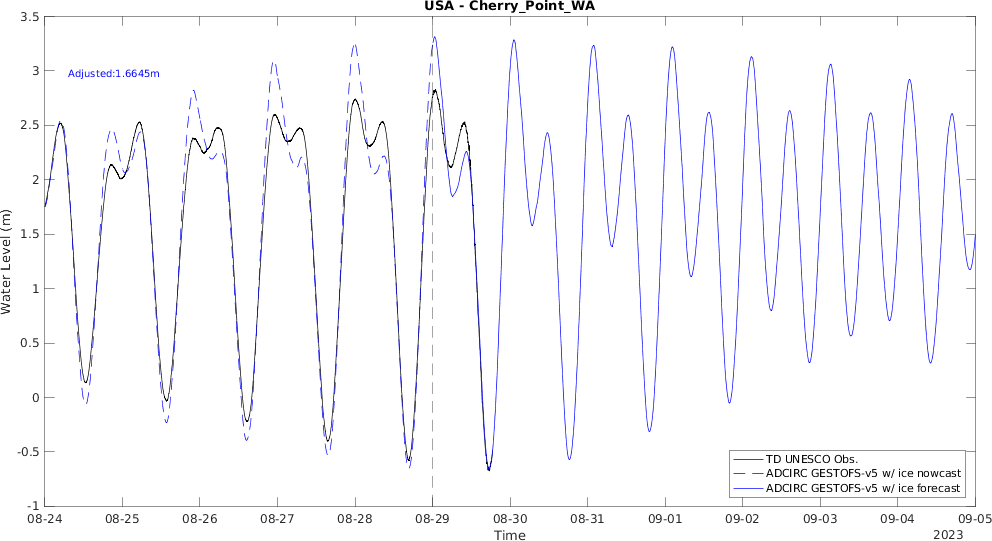 USA - Cherry_Point_WA
3.5
3
2.5
2
1.5
1
0.5
0
-0.5
-1
Water Level (m)
Adjusted:1.6645m
TD UNESCO Obs.
ADCIRC GESTOFS-v5 w/ ice nowcast
ADCIRC GESTOFS-v5 w/ ice forecast
08-24 08-25 08-26 08-27 08-28 08-29 08-30 08-31 09-01 09-02 09-03 09-04 09-05
Time
2023